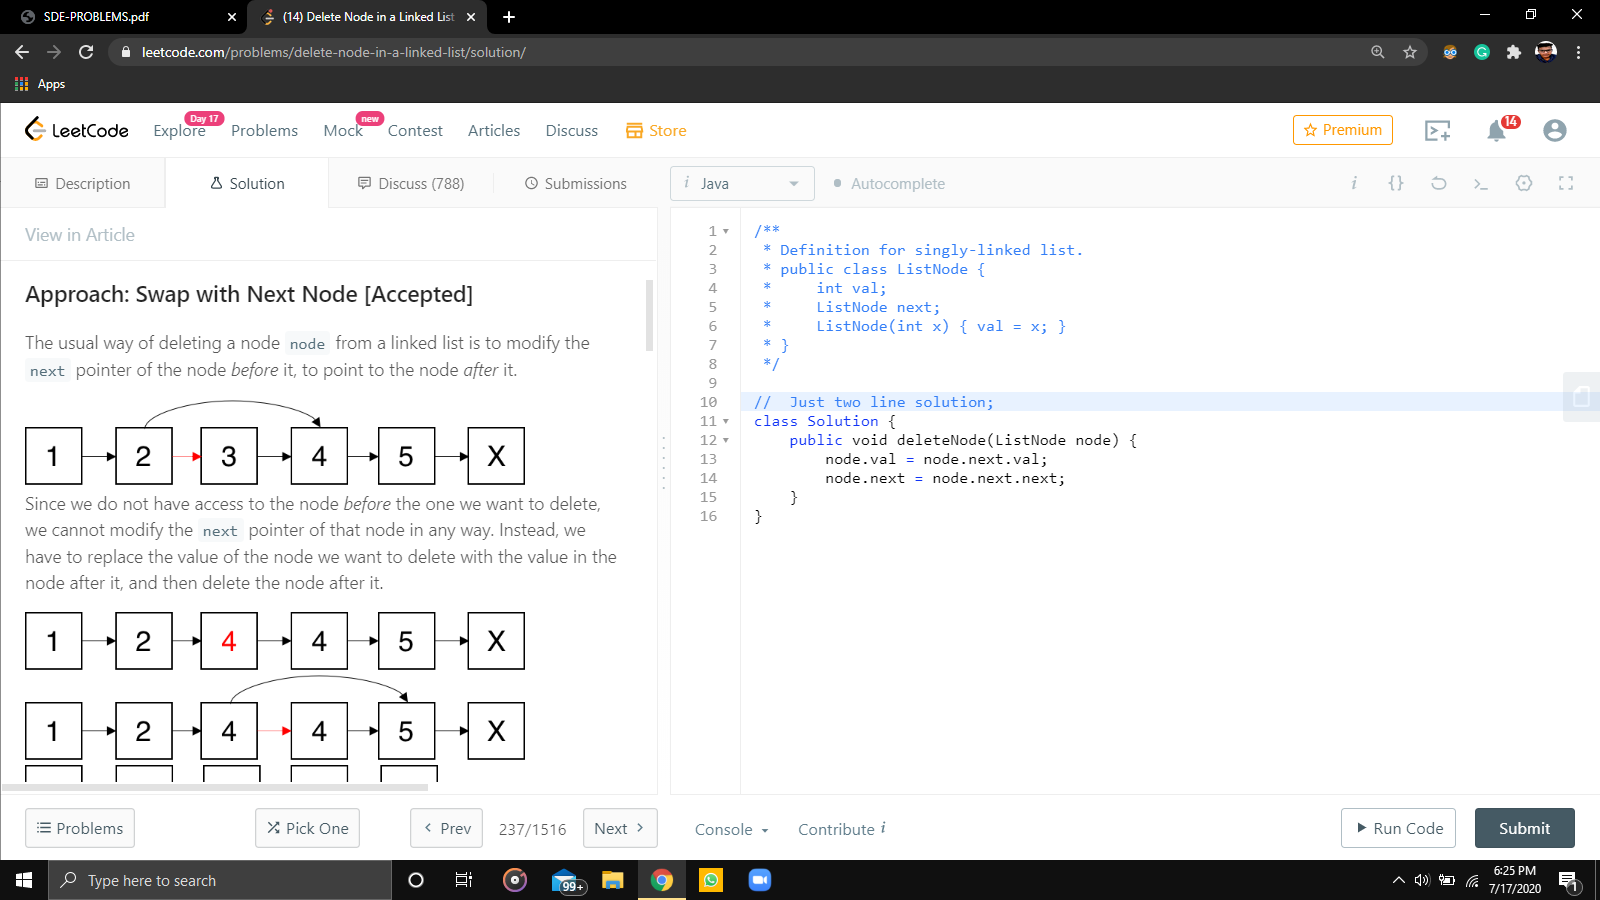 SDE-PROBLEMS.pdf
(14) Delete Node in a Linked List
leetcode.com/problems/delete-node-in-a-linked-list/solution/
Apps
LeetCode
Explore
Day 17
Problems
Mock
new
Contest
Articles
Discuss
Store
Premium
14
Description
Solution
Discuss (788)
Submissions
i Java
Autocomplete
i
{}
View in Article
Approach: Swap with Next Node [Accepted]
The usual way of deleting a node node from a linked list is to modify the
next pointer of the node before it, to point to the node after it.
1 2 3 4 5 X
Since we do not have access to the node before the one we want to delete,
we cannot modify the next pointer of that node in any way. Instead, we
have to replace the value of the node we want to delete with the value in the
node after it, and then delete the node after it.
1 2 4 4 5 X
1 2 4 4 5 X
1 /**
2 * Definition for singly-linked list.
3 * public class ListNode {
4 * int val;
5 * ListNode next;
6 * ListNode(int x) { val = x; }
7 * }
8 */
9
10 // Just two line solution;
11 class Solution {
12 public void deleteNode(ListNode node) {
13 node.val = node.next.val;
14 node.next = node.next.next;
15 }
16 }
Problems
Pick One
Prev
237/1516
Next
Console
Contribute i
Run Code
Submit
Type here to search
99+
6:25 PM
7/17/2020
1